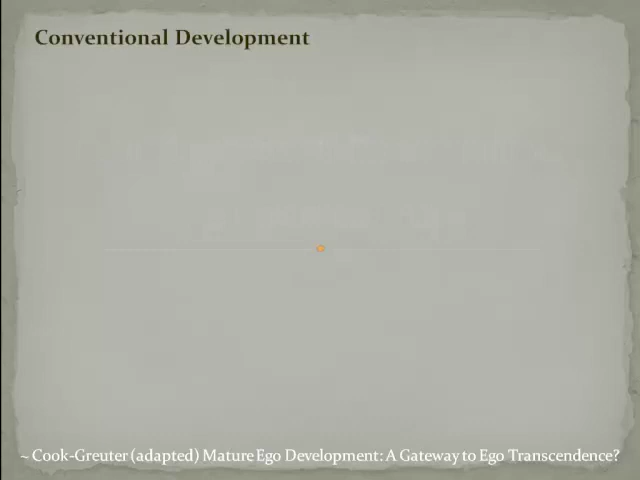 Conventional Development
~ Cook-Greuter (adapted) Mature Ego Development: A Gateway to Ego Transcendence?